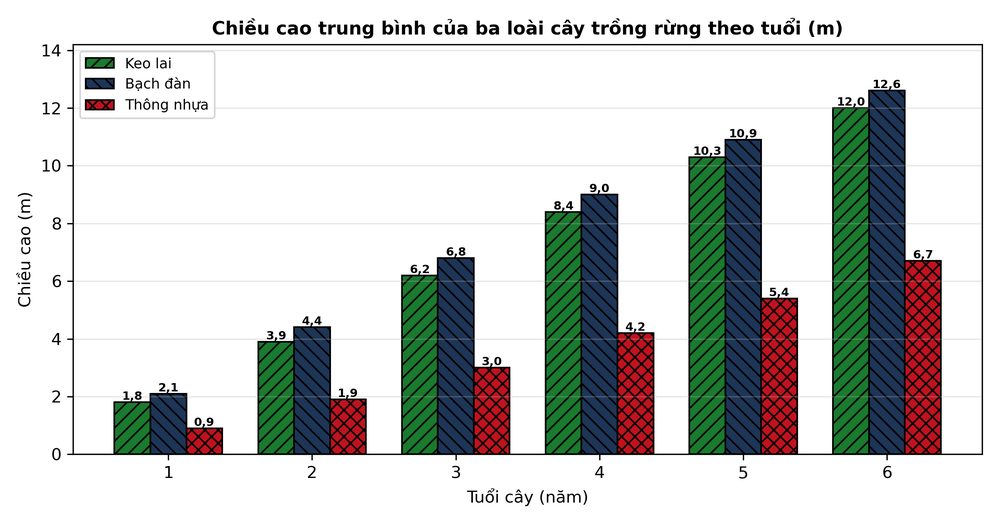 Chiều cao trung bình của ba loài cây trồng rừng theo tuổi (m)
Keo lai
Bạch đàn
Thông nhựa
Chiều cao (m)
14
12
10
8
6
4
2
0
1,8 2,1 0,9
3,9 4,4 1,9
6,2 6,8 3,0
8,4 9,0 4,2
10,3 10,9 5,4
12,0 12,6 6,7
1 2 3 4 5 6
Tuổi cây (năm)